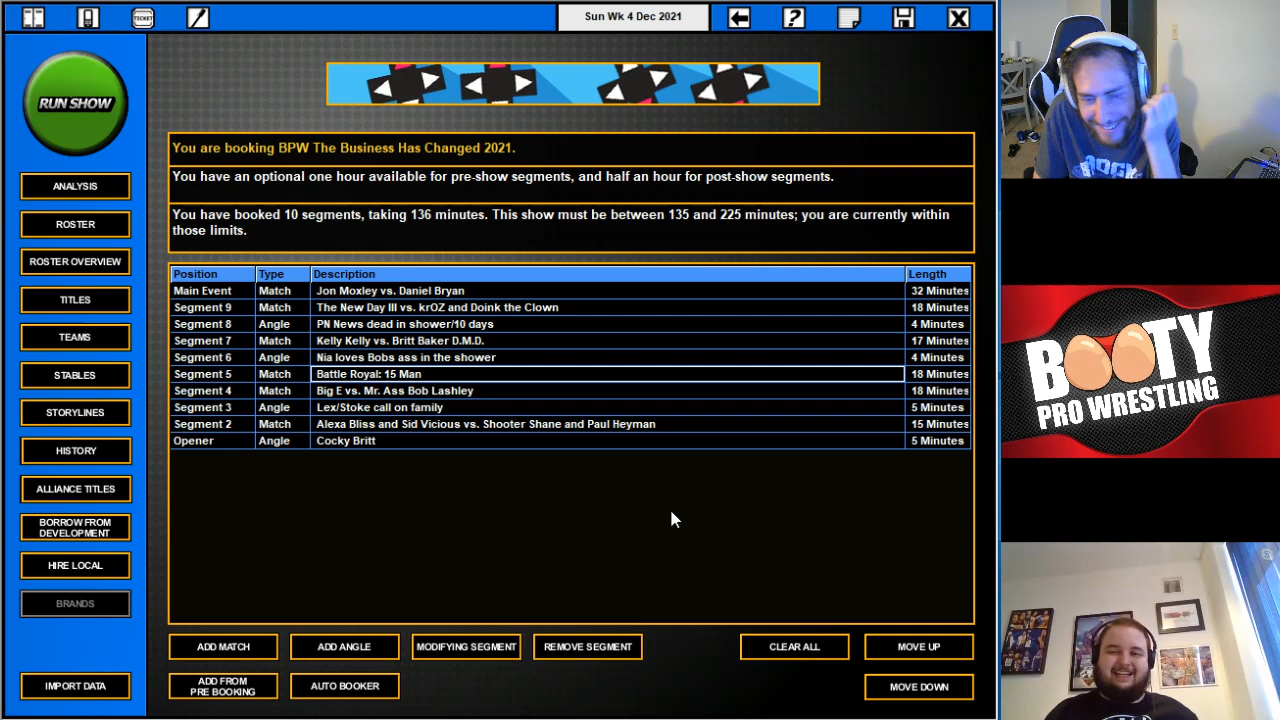 TICKET
Sun Wk 4 Dec 2021
?
X
RUN SHOW
ANALYSIS
ROSTER
ROSTER OVERVIEW
TITLES
TEAMS
STABLES
STORYLINES
HISTORY
ALLIANCE TITLES
BORROW FROM
DEVELOPMENT
HIRE LOCAL
BRANDS
IMPORT DATA
You are booking BPW The Business Has Changed 2021.
You have an optional one hour available for pre-show segments, and half an hour for post-show segments.
You have booked 10 segments, taking 136 minutes. This show must be between 135 and 225 minutes; you are currently within
those limits.
Position Type Description Length
Main Event Match Jon Moxley vs. Daniel Bryan 32 Minutes
Segment 9 Match The New Day III vs. krOZ and Doink the Clown 18 Minutes
Segment 8 Angle PN News dead in shower/10 days 4 Minutes
Segment 7 Match Kelly Kelly vs. Britt Baker D.M.D. 17 Minutes
Segment 6 Angle Nia loves Bobs ass in the shower 4 Minutes
Segment 5 Match Battle Royal: 15 Man 18 Minutes
Segment 4 Match Big E vs. Mr. Ass Bob Lashley 18 Minutes
Segment 3 Angle Lex/Stoke call on family 5 Minutes
Segment 2 Match Alexa Bliss and Sid Vicious vs. Shooter Shane and Paul Heyman 15 Minutes
Opener Angle Cocky Britt 5 Minutes
ADD MATCH
ADD ANGLE
MODIFYING SEGMENT
REMOVE SEGMENT
CLEAR ALL
MOVE UP
ADD FROM
PRE BOOKING
AUTO BOOKER
MOVE DOWN
BOOTY
PRO WRESTLING